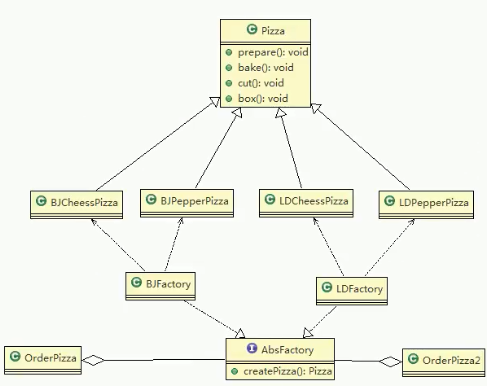 C Pizza
prepare(): void
bake(): void
cut(): void
box(): void
C BJCheessPizza
C BJPepperPizza
C LDCheessPizza
C LDPepperPizza
C BJFactory
C LDFactory
C OrderPizza
I AbsFactory
createPizza(): Pizza
C OrderPizza2